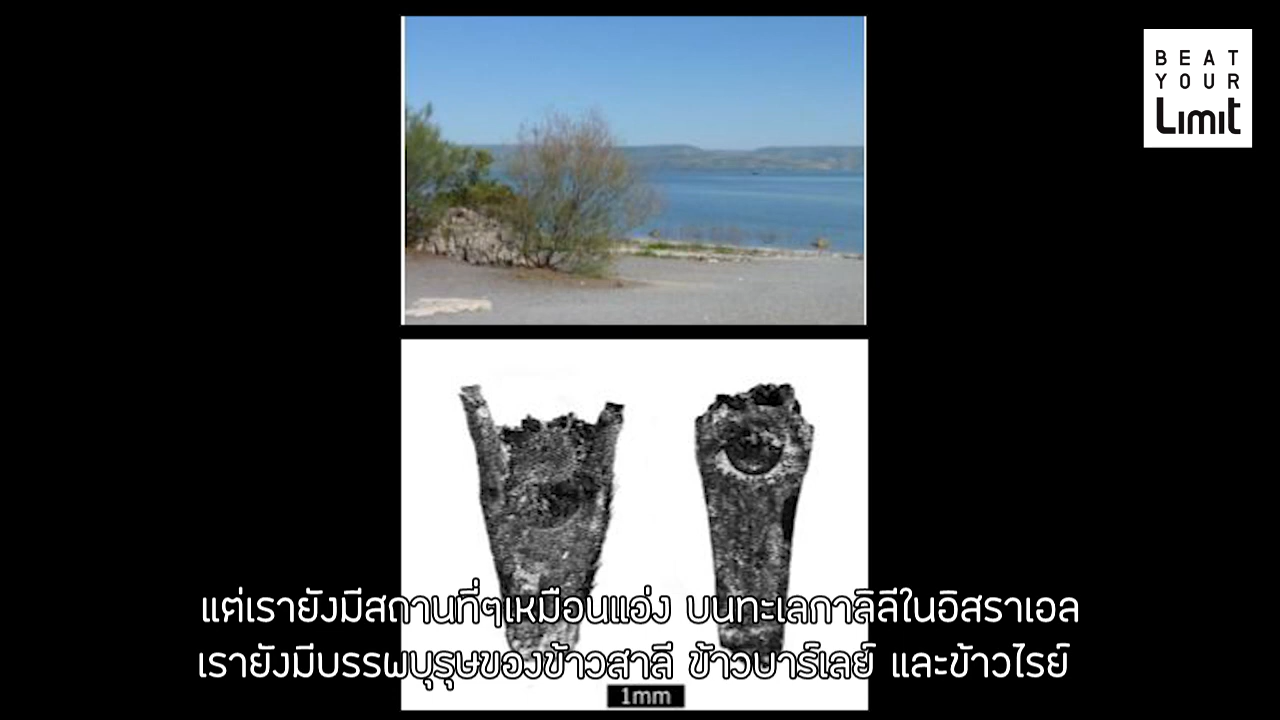 BEAT
YOUR
Limit
แต่เรายังมีสถานที่ๆเหมือนแอ่ง บนทะเลกาลิลีในอิสราเอล
เรายังมีบรรพบุรุษของข้าวสาลี ข้าวบาร์เลย์ และข้าวไรย์
1mm